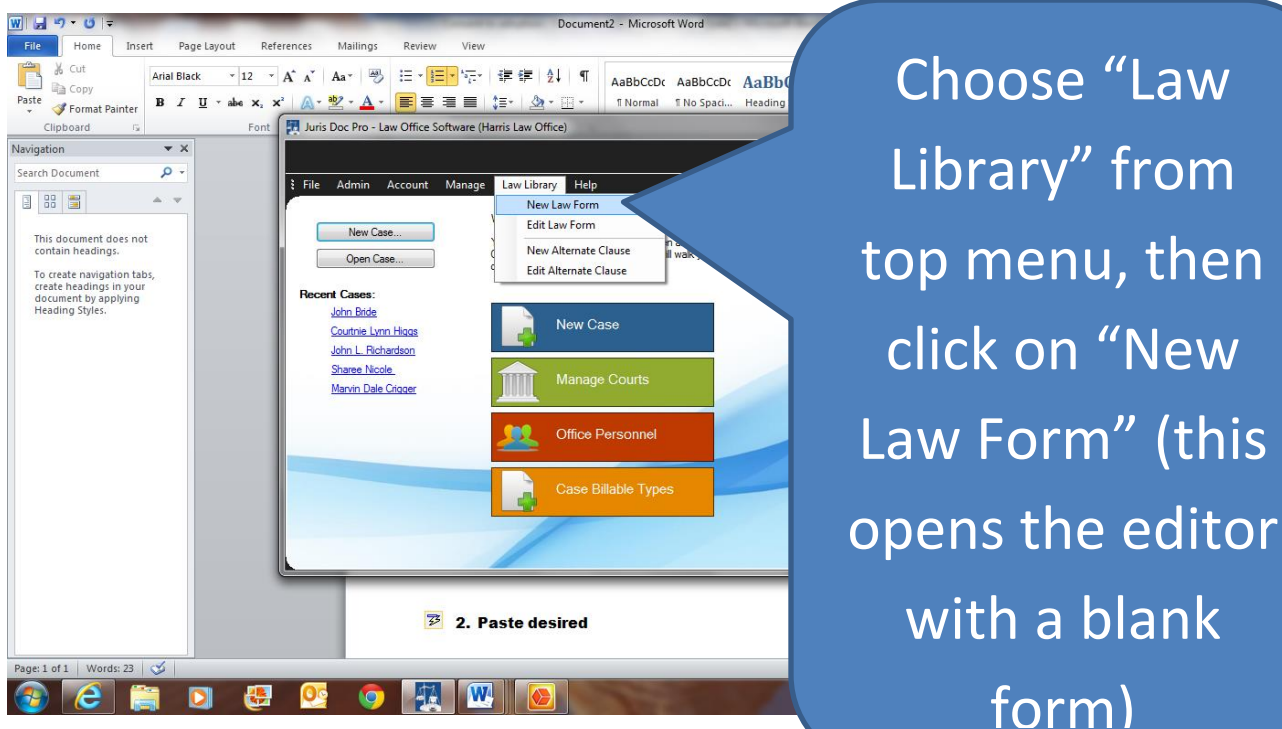 Document2 - Microsoft Word
File Home Insert Page Layout References Mailings Review View
Cut
Copy
Paste
Format Painter
Clipboard
Arial Black 12
Font
AaBbCcDc AaBbCcDc AaBbC
¶ Normal ¶ No Spaci... Heading
Navigation
Search Document
This document does not
contain headings.
To create navigation tabs,
create headings in your
document by applying
Heading Styles.
Juris Doc Pro - Law Office Software (Harris Law Office)
File Admin Account Manage Law Library Help
New Law Form
Edit Law Form
New Alternate Clause
Edit Alternate Clause
New Case...
Open Case...
Recent Cases:
John Bride
Courtnie Lynn Higgs
John L. Richardson
Sharee Nicole
Marvin Dale Crigger
New Case
Manage Courts
Office Personnel
Case Billable Types
2. Paste desired
Page: 1 of 1 Words: 23
Choose “Law
Library” from
top menu, then
click on “New
Law Form” (this
opens the editor
with a blank
form)